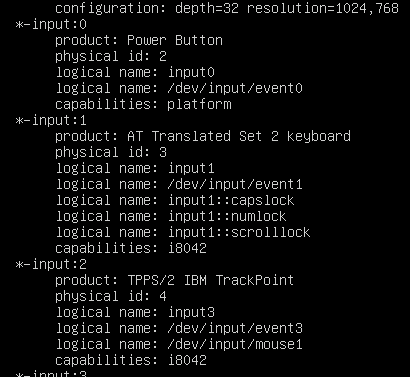 configuration: depth=32 resolution=1024,768
*-input:0
product: Power Button
physical id: 2
logical name: input0
logical name: /dev/input/event0
capabilities: platform
*-input:1
product: AT Translated Set 2 keyboard
physical id: 3
logical name: input1
logical name: /dev/input/event1
logical name: input1::capslock
logical name: input1::numlock
logical name: input1::scrolllock
capabilities: i8042
*-input:2
product: TPPS/2 IBM TrackPoint
physical id: 4
logical name: input3
logical name: /dev/input/event3
logical name: /dev/input/mouse1
capabilities: i8042
*-input:3